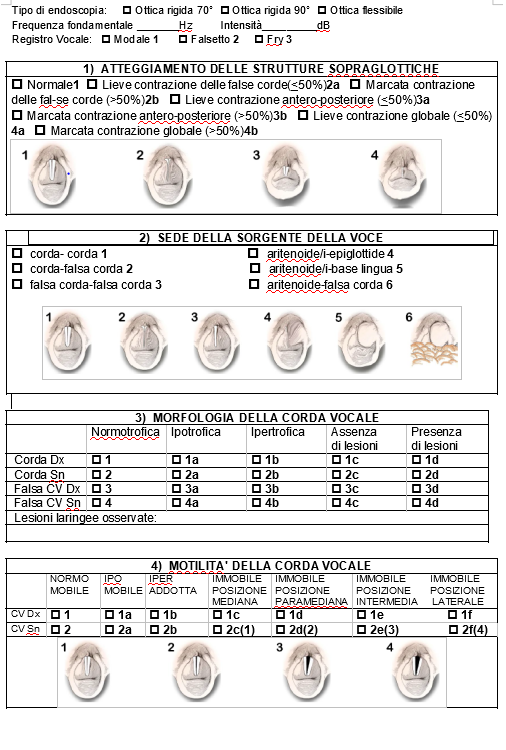 Tipo di endoscopia: □ Ottica rigida 70° □ Ottica rigida 90° □ Ottica flessibile
Frequenza fondamentale _______Hz Intensità_________dB
Registro Vocale: □ Modale 1 □ Falsetto 2 □ Fry 3
1) ATTEGGIAMENTO DELLE STRUTTURE SOPRAGLOTTICHE
□ Normale1 □ Lieve contrazione delle false corde(≤50%)2a □ Marcata contrazione
delle fal-se corde (>50%)2b □ Lieve contrazione antero-posteriore (≤50%)3a
□ Marcata contrazione antero-posteriore (>50%)3b □ Lieve contrazione globale (≤50%)
4a □ Marcata contrazione globale (>50%)4b
1 2 3 4
2) SEDE DELLA SORGENTE DELLA VOCE
□ corda- corda 1 □ aritenoide/i-epiglottide 4
□ corda-falsa corda 2 □ aritenoide/i-base lingua 5
□ falsa corda-falsa corda 3 □ aritenoide-falsa corda 6
1 2 3 4 5 6
3) MORFOLOGIA DELLA CORDA VOCALE
Normotrofica Ipotrofica Ipertrofica Assenza Presenza
di lesioni di lesioni
Corda Dx □ 1 □ 1a □ 1b □ 1c □ 1d
Corda Sn □ 2 □ 2a □ 2b □ 2c □ 2d
Falsa CV Dx □ 3 □ 3a □ 3b □ 3c □ 3d
Falsa CV Sn □ 4 □ 4a □ 4b □ 4c □ 4d
Lesioni laringee osservate:
4) MOTILITA' DELLA CORDA VOCALE
NORMO IPO IPER IMMOBILE IMMOBILE IMMOBILE IMMOBILE
MOBILE MOBILE ADDOTTA POSIZIONE POSIZIONE POSIZIONE POSIZIONE
MEDIANA PARAMEDIANA INTERMEDIA LATERALE
CV Dx □ 1 □ 1a □ 1b □ 1c □ 1d □ 1e □ 1f
CV Sn □ 2 □ 2a □ 2b □ 2c(1) □ 2d(2) □ 2e(3) □ 2f(4)
1 2 3 4